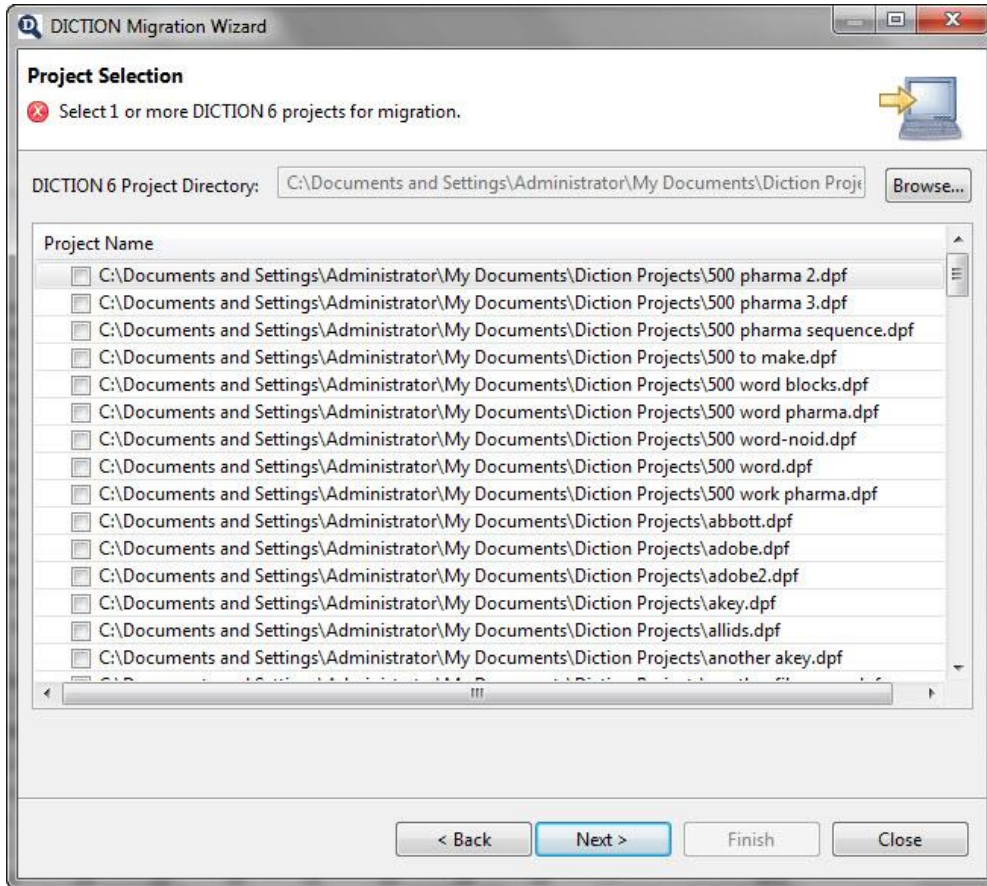 DICTION Migration Wizard
Project Selection
Select 1 or more DICTION 6 projects for migration.
DICTION 6 Project Directory: C:\Documents and Settings\Administrator\My Documents\Diction Proje Browse...
Project Name
C:\Documents and Settings\Administrator\My Documents\Diction Projects\500 pharma 2.dpf
C:\Documents and Settings\Administrator\My Documents\Diction Projects\500 pharma 3.dpf
C:\Documents and Settings\Administrator\My Documents\Diction Projects\500 pharma sequence.dpf
C:\Documents and Settings\Administrator\My Documents\Diction Projects\500 to make.dpf
C:\Documents and Settings\Administrator\My Documents\Diction Projects\500 word blocks.dpf
C:\Documents and Settings\Administrator\My Documents\Diction Projects\500 word pharma.dpf
C:\Documents and Settings\Administrator\My Documents\Diction Projects\500 word-noid.dpf
C:\Documents and Settings\Administrator\My Documents\Diction Projects\500 word.dpf
C:\Documents and Settings\Administrator\My Documents\Diction Projects\500 work pharma.dpf
C:\Documents and Settings\Administrator\My Documents\Diction Projects\abbott.dpf
C:\Documents and Settings\Administrator\My Documents\Diction Projects\adobe.dpf
C:\Documents and Settings\Administrator\My Documents\Diction Projects\adobe2.dpf
C:\Documents and Settings\Administrator\My Documents\Diction Projects\akey.dpf
C:\Documents and Settings\Administrator\My Documents\Diction Projects\allids.dpf
C:\Documents and Settings\Administrator\My Documents\Diction Projects\another akey.dpf
< Back Next > Finish Close